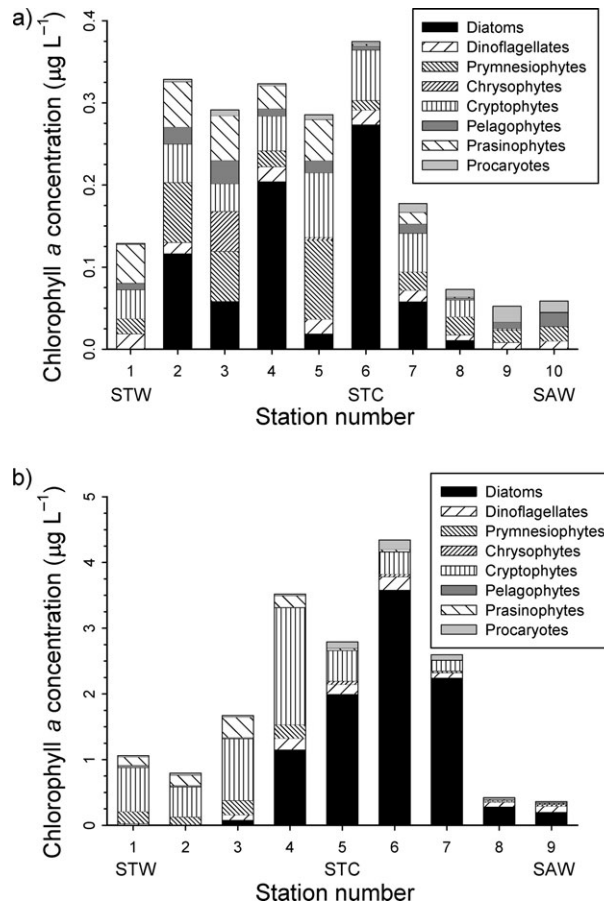 a)
Chlorophyll a concentration (µg L⁻¹)
0.4
0.3
0.2
0.1
0.0
Diatoms
Dinoflagellates
Prymnesiophytes
Chrysophytes
Cryptophytes
Pelagophytes
Prasinophytes
Procaryotes
1 2 3 4 5 6 7 8 9 10
STW STC SAW
Station number
b)
Chlorophyll a concentration (µg L⁻¹)
5
4
3
2
1
0
Diatoms
Dinoflagellates
Prymnesiophytes
Chrysophytes
Cryptophytes
Pelagophytes
Prasinophytes
Procaryotes
1 2 3 4 5 6 7 8 9
STW STC SAW
Station number